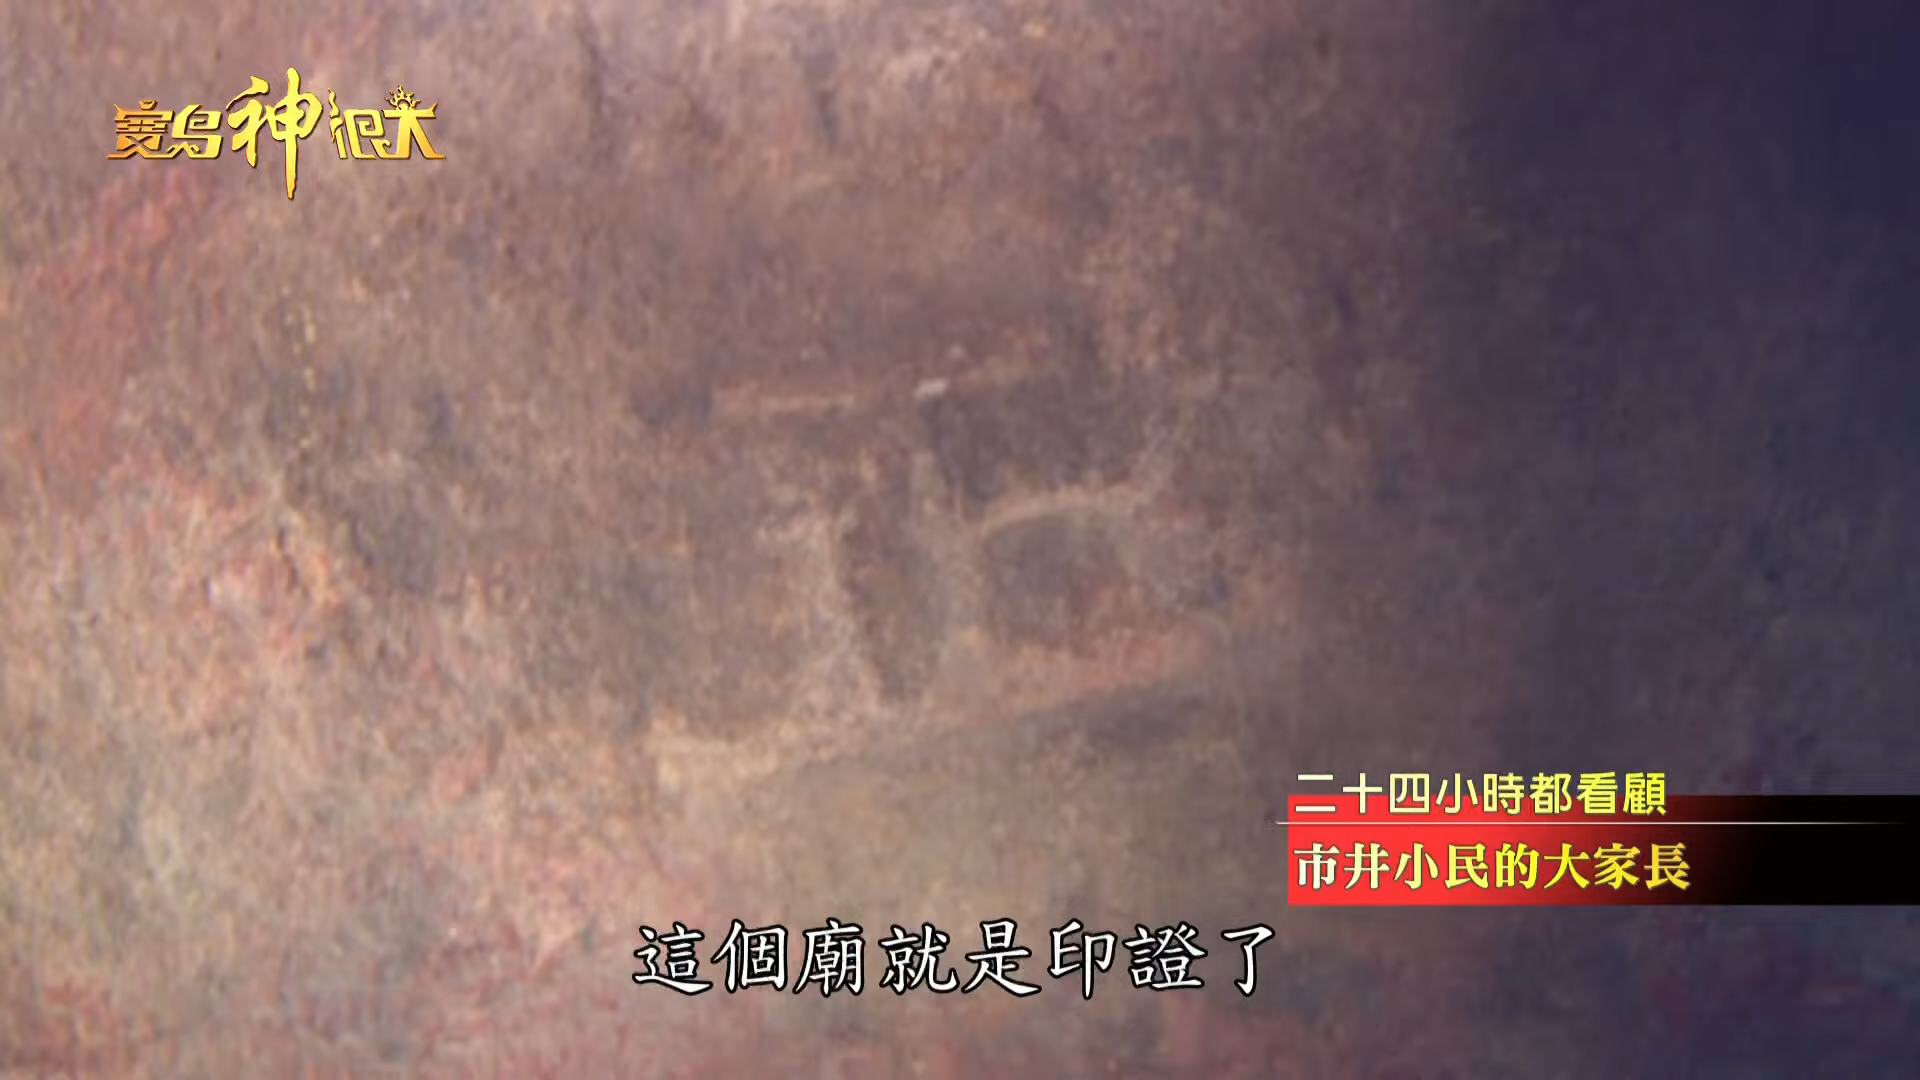 寶島神很大
二十四小時都看顧
市井小民的大家長
這個廟就是印證了